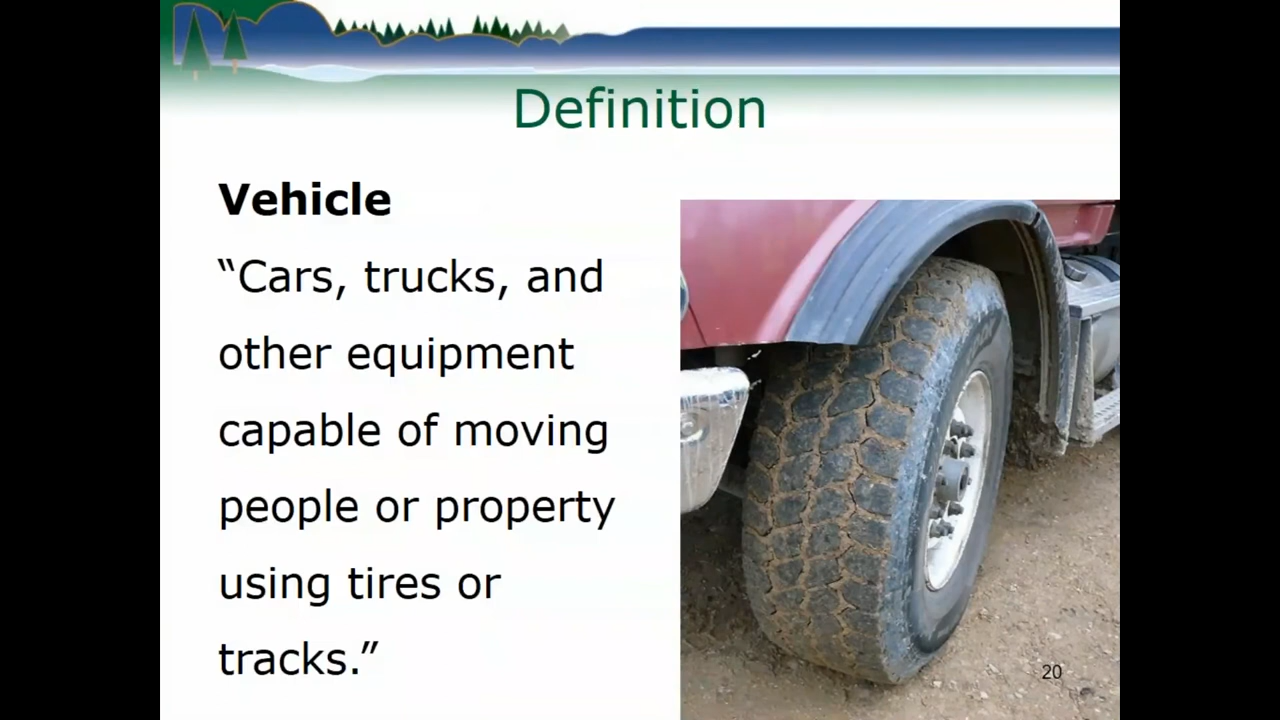 Definition
Vehicle
“Cars, trucks, and
other equipment
capable of moving
people or property
using tires or
tracks.”
20